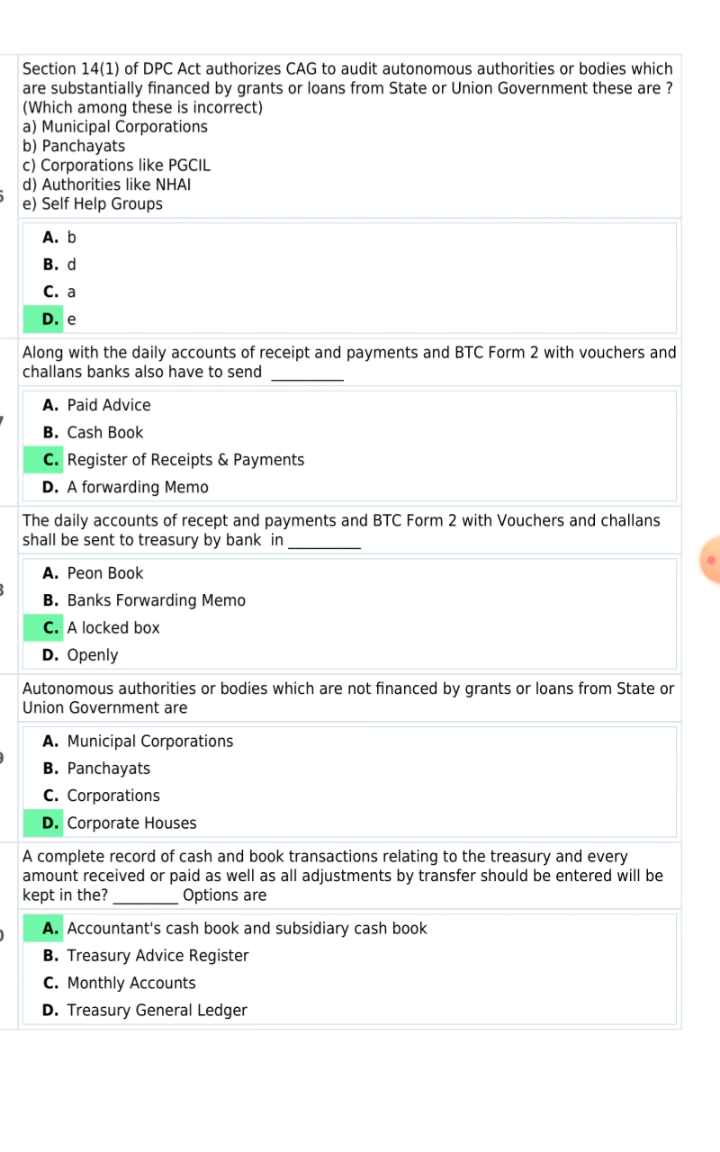 Section 14(1) of DPC Act authorizes CAG to audit autonomous authorities or bodies which
are substantially financed by grants or loans from State or Union Government these are ?
(Which among these is incorrect)
a) Municipal Corporations
b) Panchayats
c) Corporations like PGCIL
d) Authorities like NHAI
e) Self Help Groups
A. b
B. d
C. a
D. e
Along with the daily accounts of receipt and payments and BTC Form 2 with vouchers and
challans banks also have to send _________
A. Paid Advice
B. Cash Book
C. Register of Receipts & Payments
D. A forwarding Memo
The daily accounts of recept and payments and BTC Form 2 with Vouchers and challans
shall be sent to treasury by bank in _________
A. Peon Book
B. Banks Forwarding Memo
C. A locked box
D. Openly
Autonomous authorities or bodies which are not financed by grants or loans from State or
Union Government are
A. Municipal Corporations
B. Panchayats
C. Corporations
D. Corporate Houses
A complete record of cash and book transactions relating to the treasury and every
amount received or paid as well as all adjustments by transfer should be entered will be
kept in the? ________ Options are
A. Accountant's cash book and subsidiary cash book
B. Treasury Advice Register
C. Monthly Accounts
D. Treasury General Ledger